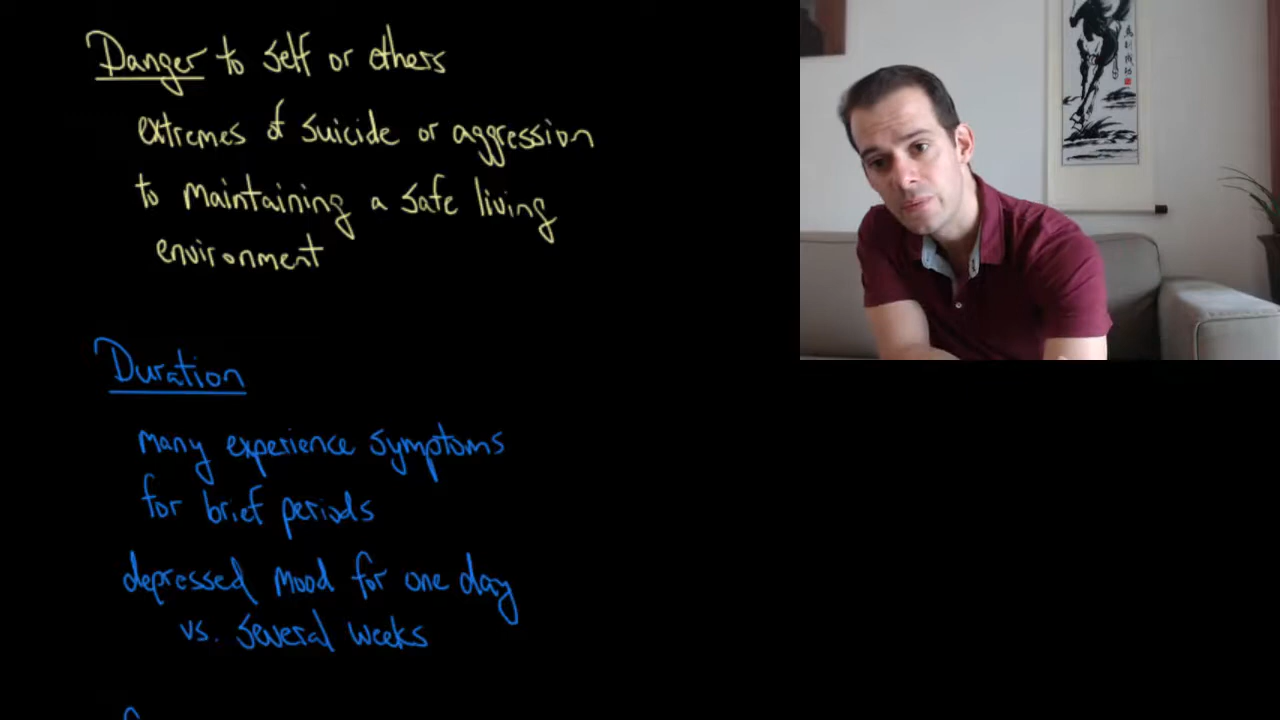 Danger to self or others
extremes of suicide or aggression
to maintaining a safe living
environment
Duration
many experience symptoms
for brief periods
depressed mood for one day
vs. several weeks